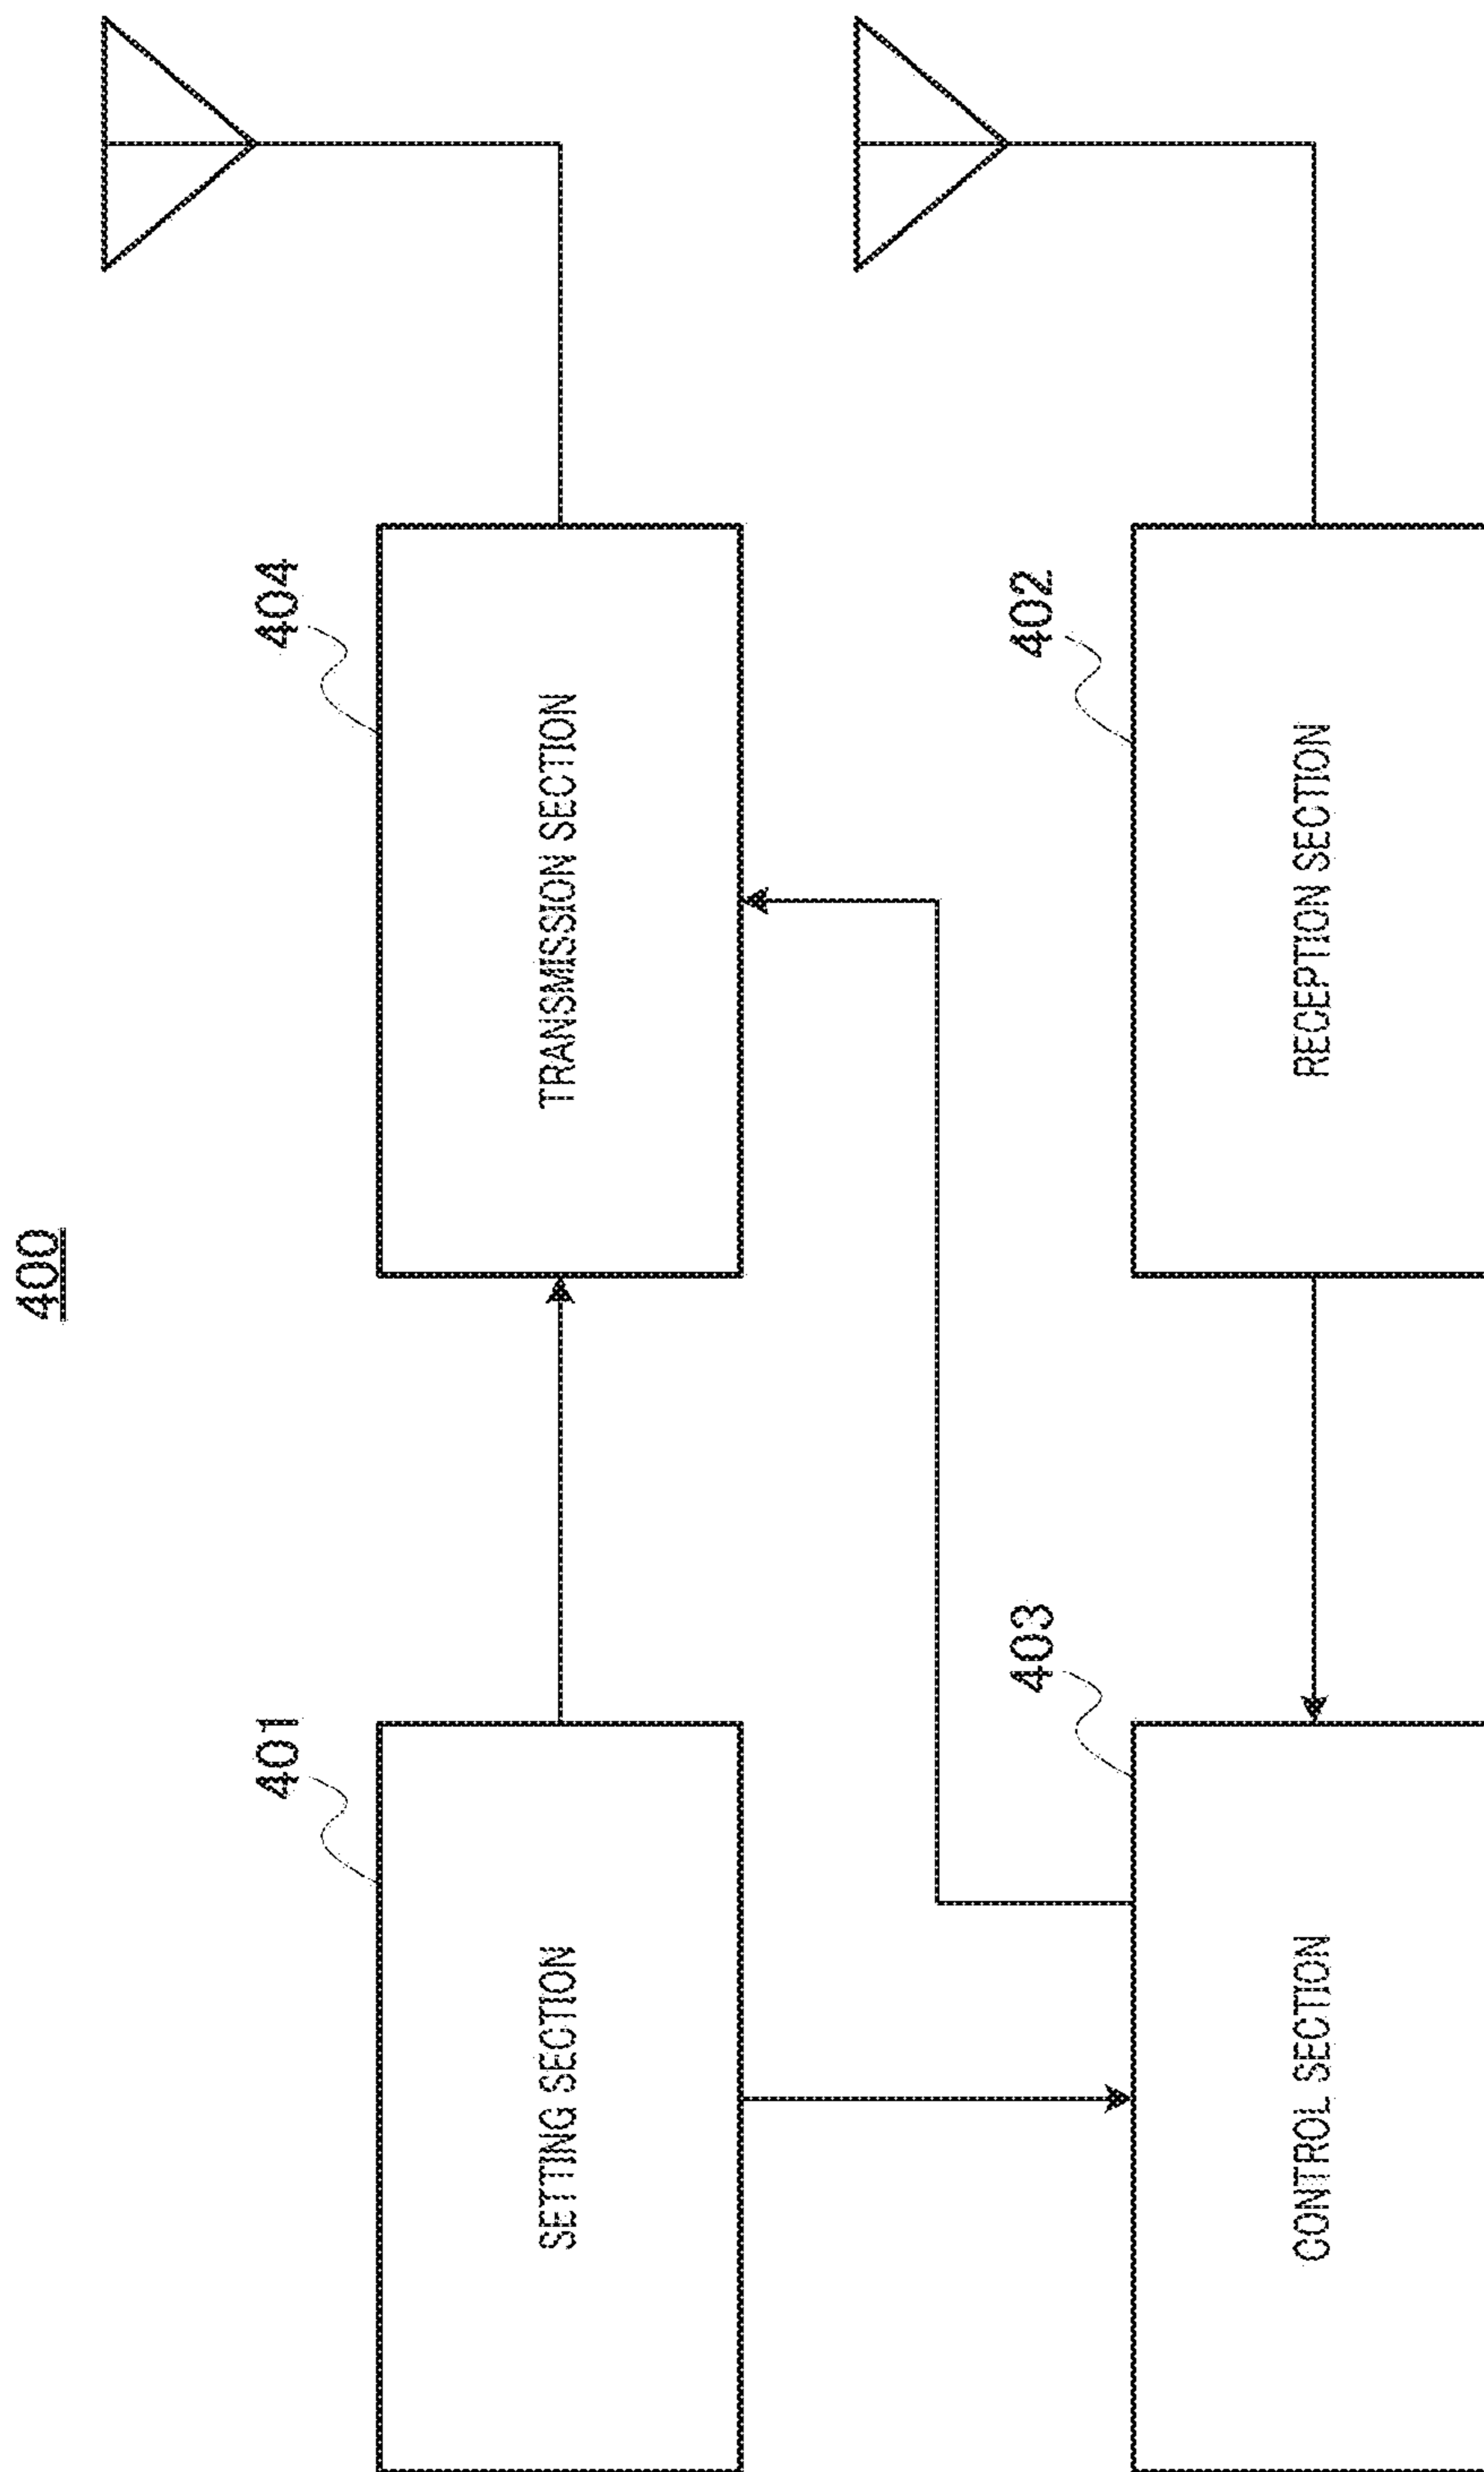 400
401
SETTING SECTION
404
TRANSMISSION SECTION
403
CONTROL SECTION
402
RECEPTION SECTION